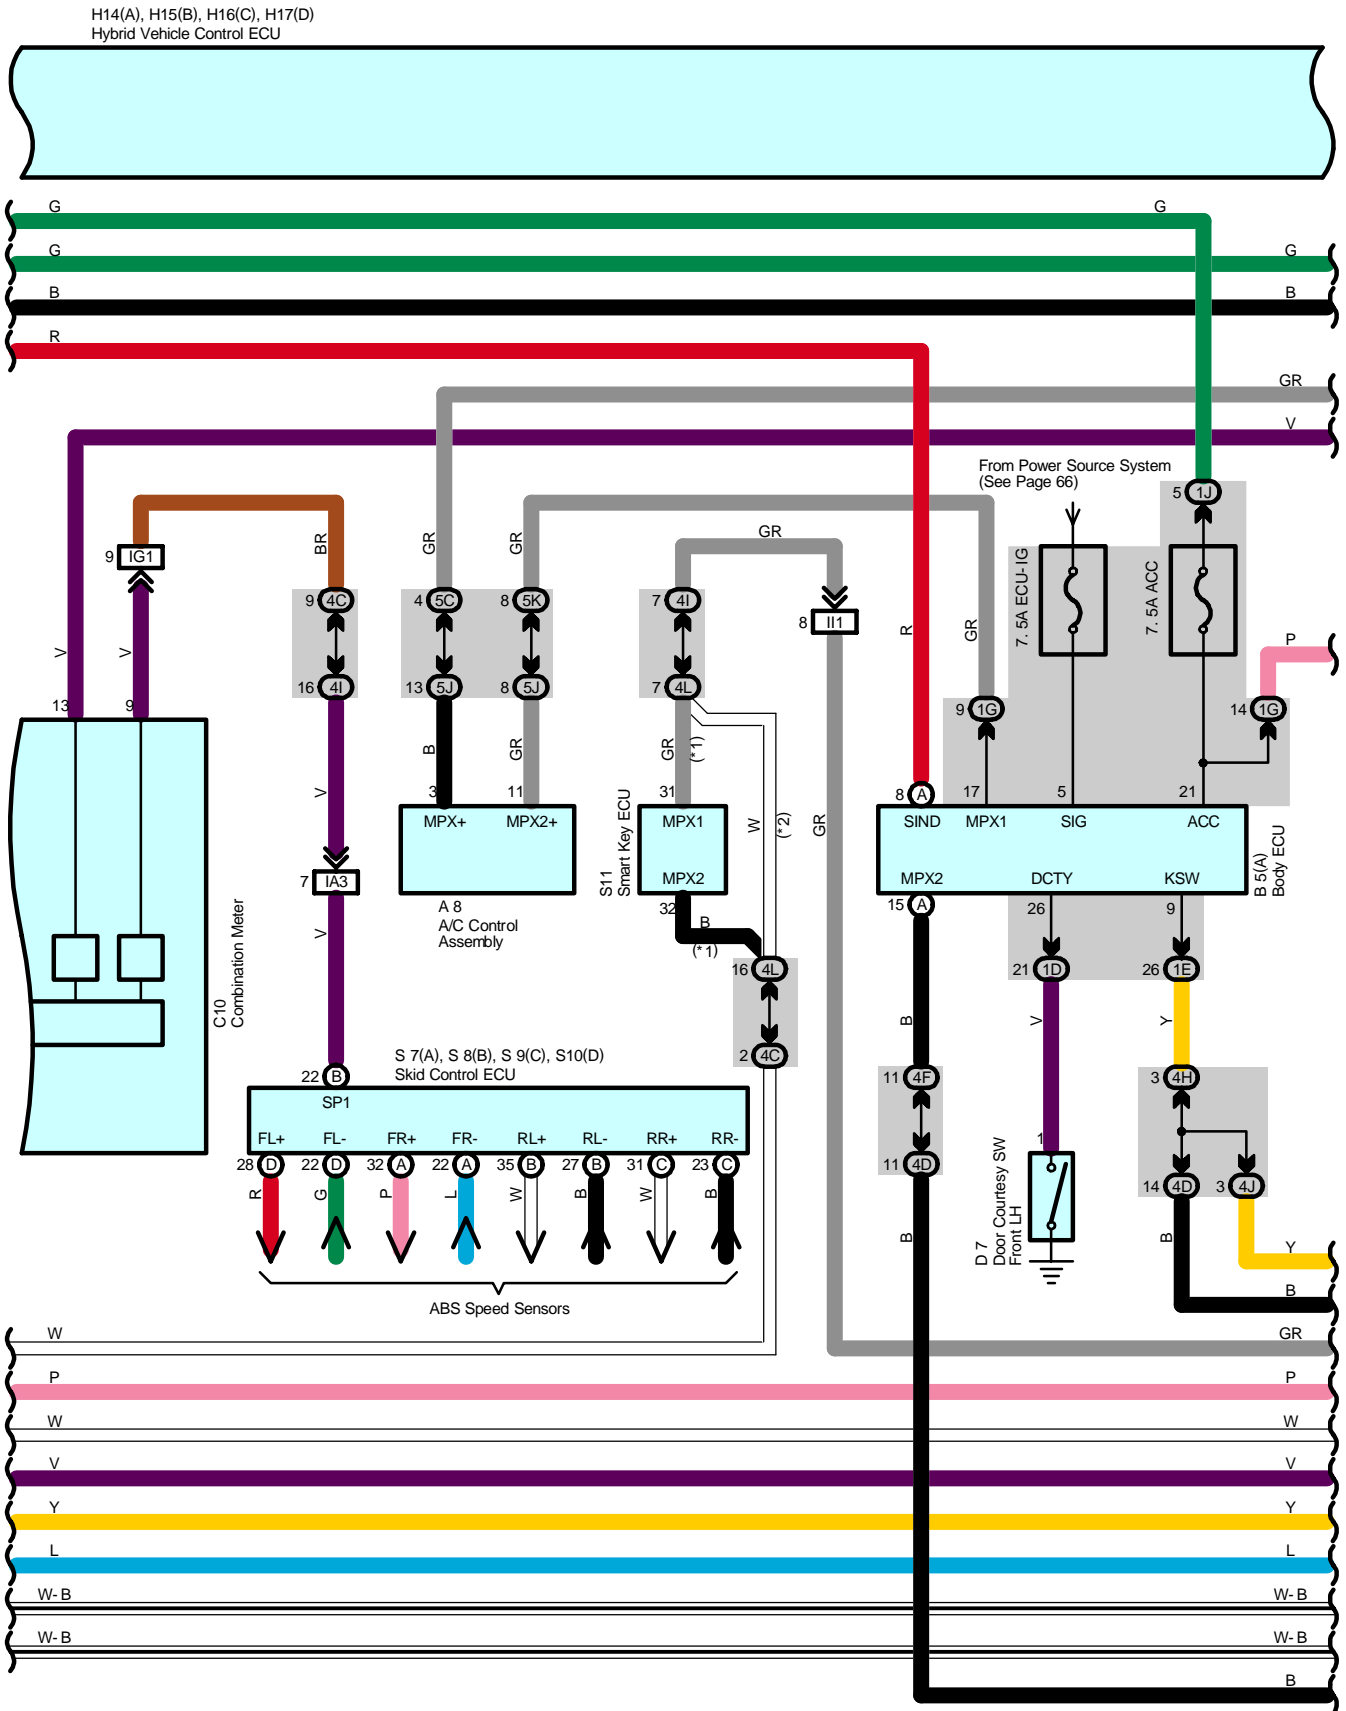 H14(A), H15(B), H16(C), H17(D)
Hybrid Vehicle Control ECU
G
G
G
G
B
B
R
GR
V
From Power Source System
(See Page 66)
5 1J
9 IG1
BR
GR
GR
GR
7. 5A ECU-IG
7. 5A ACC
9 4C
4 5C
8 5K
7 4I
8 II1
R
GR
P
V
V
16 4I
13 5J
8 5J
7 4L
13
9
9 1G
14 1G
V
B
GR
GR
(*1)
W
(*2)
GR
3
11
31
8 A
17
5
21
MPX+
MPX2+
MPX1
SIND
MPX1
SIG
ACC
S11
Smart Key ECU
MPX2
MPX2
DCTY
KSW
B 5(A)
Body ECU
7 IA3
A 8
A/C Control
Assembly
32
B
(*1)
15 A
26
9
V
C10
Combination Meter
16 4L
21 1D
26 1E
B
V
Y
2 4C
S 7(A), S 8(B), S 9(C), S10(D)
Skid Control ECU
22 B
11 4F
3 4H
SP1
FL+
FL-
FR+
FR-
RL+
RL-
RR+
RR-
1
28 D
22 D
32 A
22 A
35 B
27 B
31 C
23 C
11 4D
14 4D
3 4J
R
G
P
L
W
B
W
B
B
D 7
Door Courtesy SW
Front LH
B
Y
B
ABS Speed Sensors
W
GR
P
P
W
W
V
V
Y
Y
L
L
W-B
W-B
W-B
W-B
B